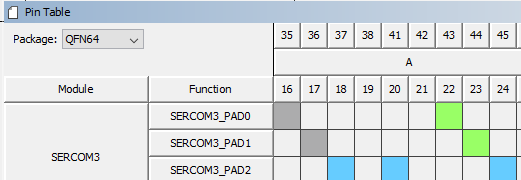 Pin Table
Package: QFN64
35 36 37 38 41 42 43 44 45
A
Module Function 16 17 18 19 20 21 22 23 24
SERCOM3_PAD0
SERCOM3 SERCOM3_PAD1
SERCOM3_PAD2